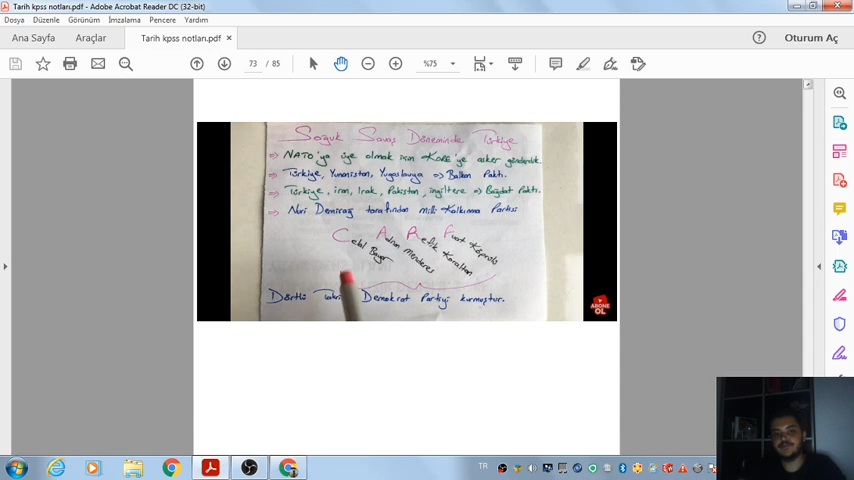 Tarih kpss notları.pdf - Adobe Acrobat Reader DC (32-bit)
Dosya Düzenle Görünüm İmzalama Pencere Yardım
Ana Sayfa Araçlar Tarih kpss notları.pdf × Oturum Aç
73 / 85 %75
Soğuk Savaş Döneminde Türkiye
⇒ NATO'ya üye olmak için KORE'ye asker gönderdik.
⇒ Türkiye, Yunanistan, Yugoslavya ⇒ Balkan Paktı.
⇒ Türkiye, İran, Irak, Pakistan, İngiltere ⇒ Bağdat Paktı.
⇒ Nuri Demirağ tarafından milli Kalkınma Partisi
Celal Bayar Adnan Menderes Refik Koraltan Fuat Köprülü
Dörtlü Takri Demokrat Partiyi kurmuştur.
ABONE OL
TR